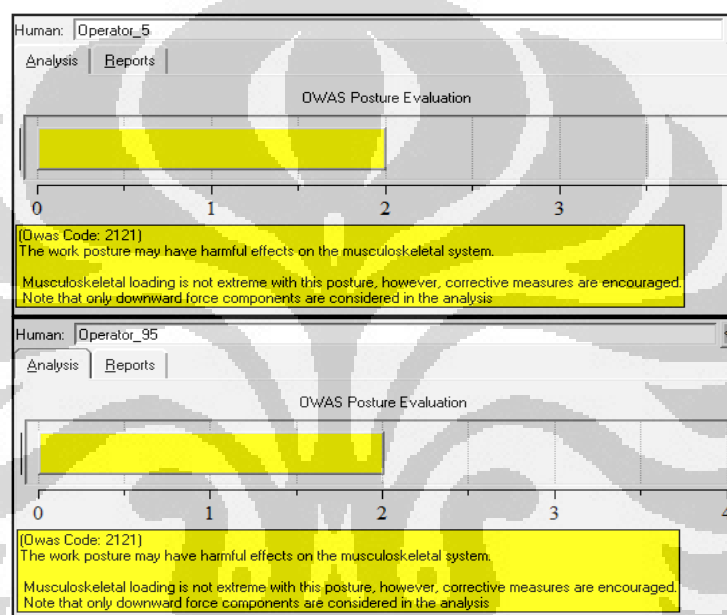 Human: Operator_5
Analysis Reports
OWAS Posture Evaluation
0 1 2 3
(Owas Code: 2121)
The work posture may have harmful effects on the musculoskeletal system.
Musculoskeletal loading is not extreme with this posture, however, corrective measures are encouraged.
Note that only downward force components are considered in the analysis
Human: Operator_95
Analysis Reports
OWAS Posture Evaluation
0 1 2 3 4
(Owas Code: 2121)
The work posture may have harmful effects on the musculoskeletal system.
Musculoskeletal loading is not extreme with this posture, however, corrective measures are encouraged.
Note that only downward force components are considered in the analysis